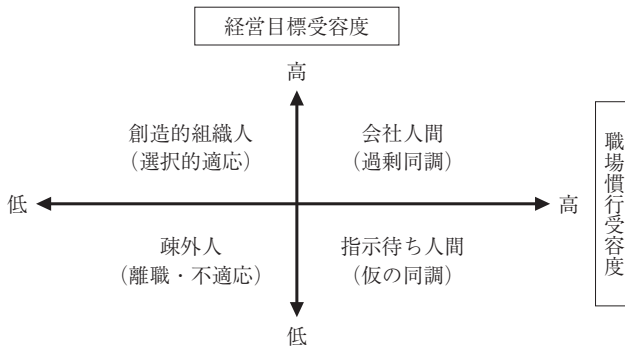 経営目標受容度
高
創造的組織人
（選択的適応）
会社人間
（過剰同調）
低
高
職場慣行受容度
疎外人
（離職・不適応）
指示待ち人間
（仮の同調）
低